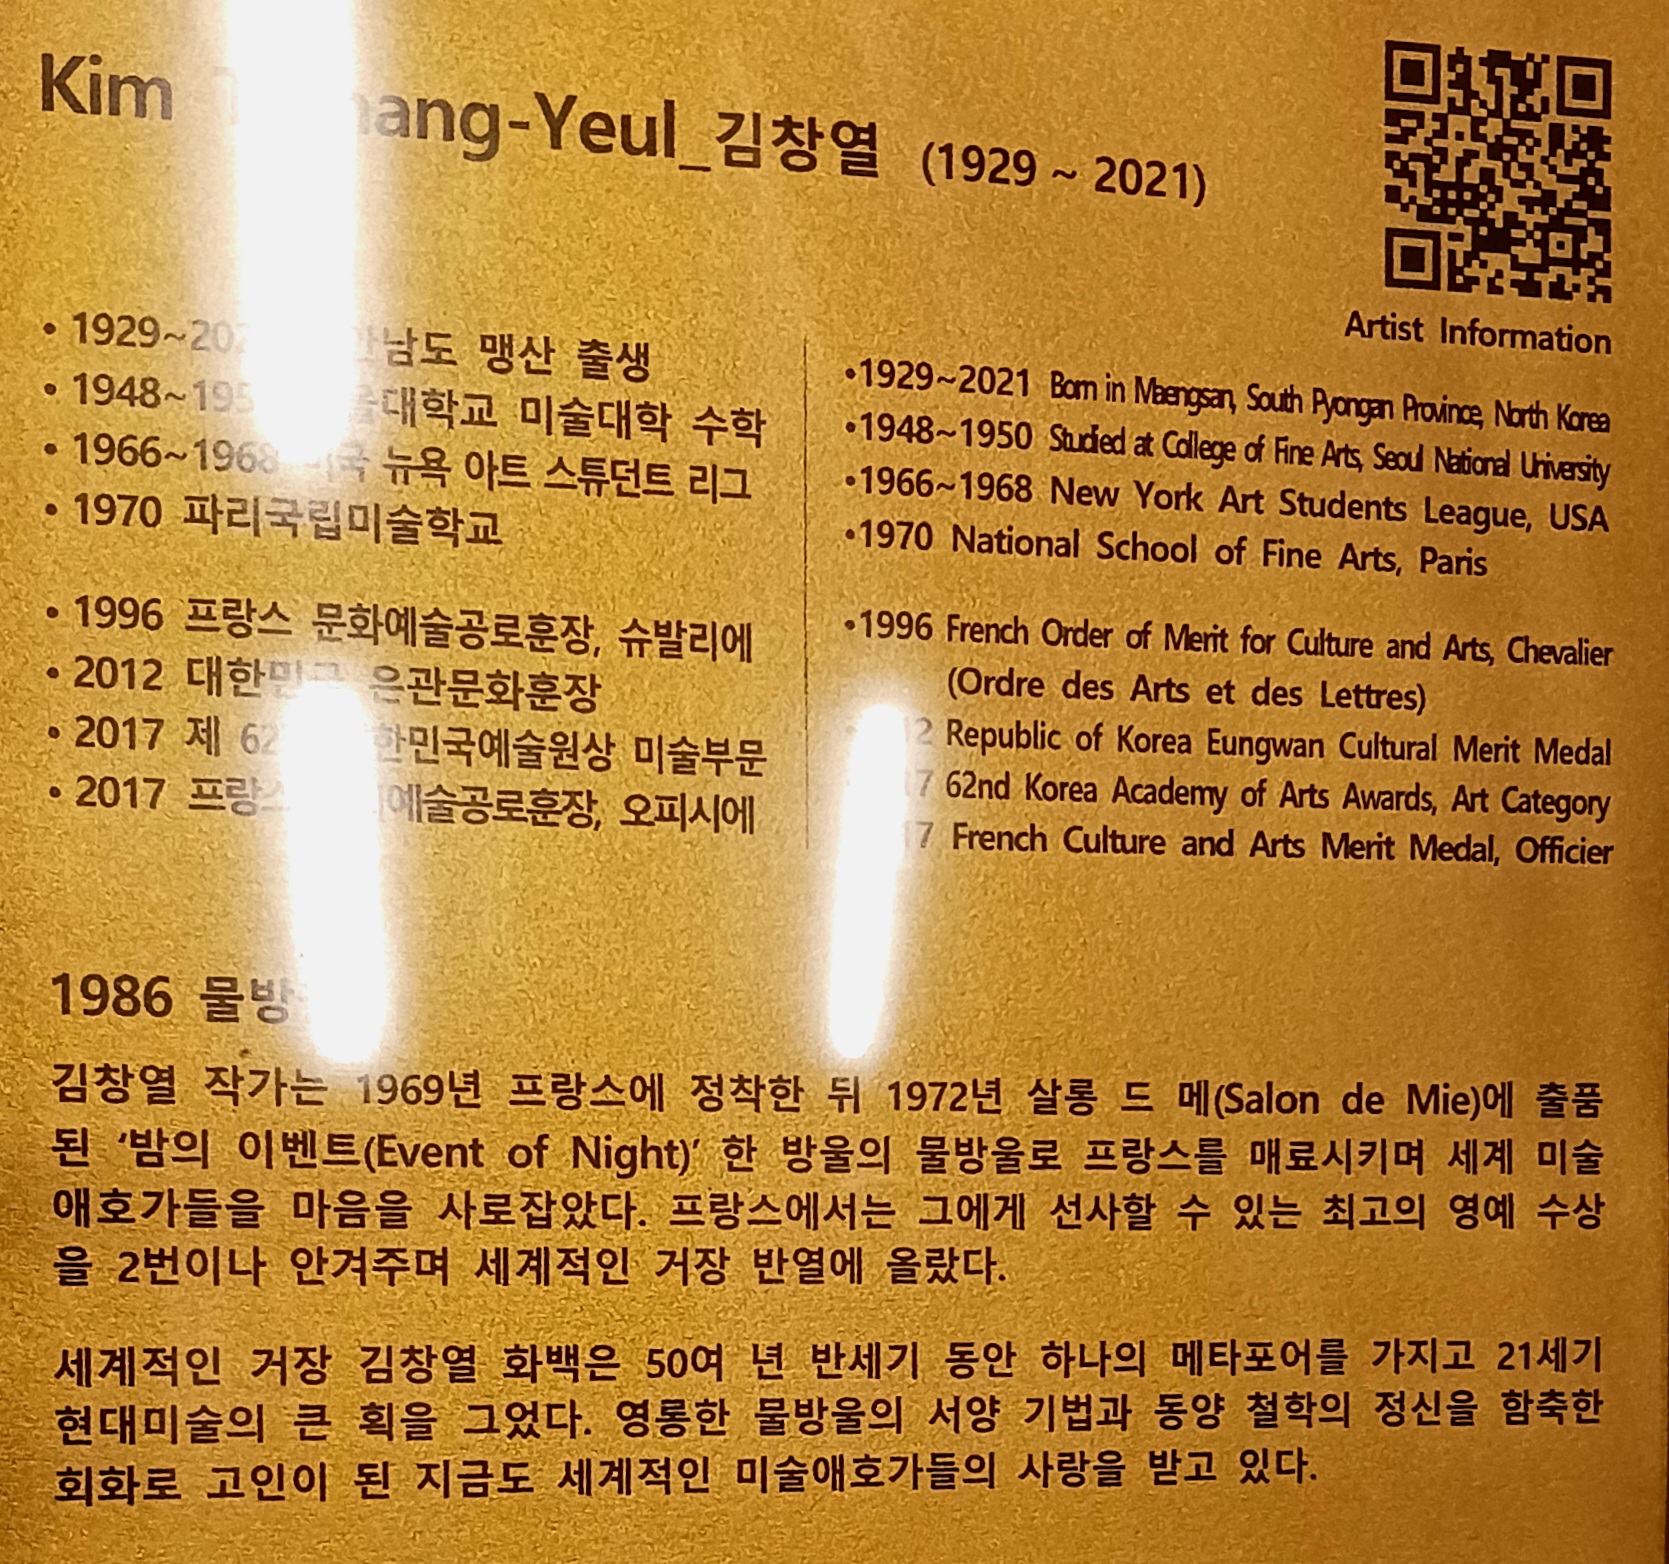 Kim ang-Yeul_김창열 (1929 ~ 2021)
Artist Information
• 1929~202 남도 맹산 출생
• 1948~195 대학교 미술대학 수학
• 1966~1968 뉴욕 아트 스튜던트 리그
• 1970 파리국립미술학교
• 1996 프랑스 문화예술공로훈장, 슈발리에
• 2012 대한민국 은관문화훈장
• 2017 제 62 한민국예술원상 미술부문
• 2017 프랑스 예술공로훈장, 오피시에
•1929~2021 Born in Maengsan, South Pyongan Province, North Korea
•1948~1950 Studied at College of Fine Arts, Seoul National University
•1966~1968 New York Art Students League, USA
•1970 National School of Fine Arts, Paris
•1996 French Order of Merit for Culture and Arts, Chevalier
(Ordre des Arts et des Lettres)
2 Republic of Korea Eungwan Cultural Merit Medal
7 62nd Korea Academy of Arts Awards, Art Category
17 French Culture and Arts Merit Medal, Officier
1986 물방
김창열 작가는 1969년 프랑스에 정착한 뒤 1972년 살롱 드 메(Salon de Mie)에 출품
된 ‘밤의 이벤트(Event of Night)’ 한 방울의 물방울로 프랑스를 매료시키며 세계 미술
애호가들을 마음을 사로잡았다. 프랑스에서는 그에게 선사할 수 있는 최고의 영예 수상
을 2번이나 안겨주며 세계적인 거장 반열에 올랐다.
세계적인 거장 김창열 화백은 50여 년 반세기 동안 하나의 메타포어를 가지고 21세기
현대미술의 큰 획을 그었다. 영롱한 물방울의 서양 기법과 동양 철학의 정신을 함축한
회화로 고인이 된 지금도 세계적인 미술애호가들의 사랑을 받고 있다.